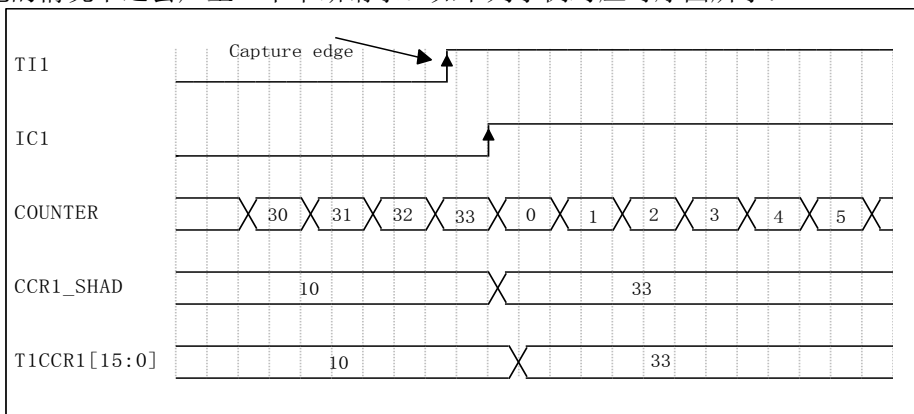 Capture edge
TI1
IC1
COUNTER 30 31 32 33 0 1 2 3 4 5
CCR1_SHAD 10 33
T1CCR1[15:0] 10 33